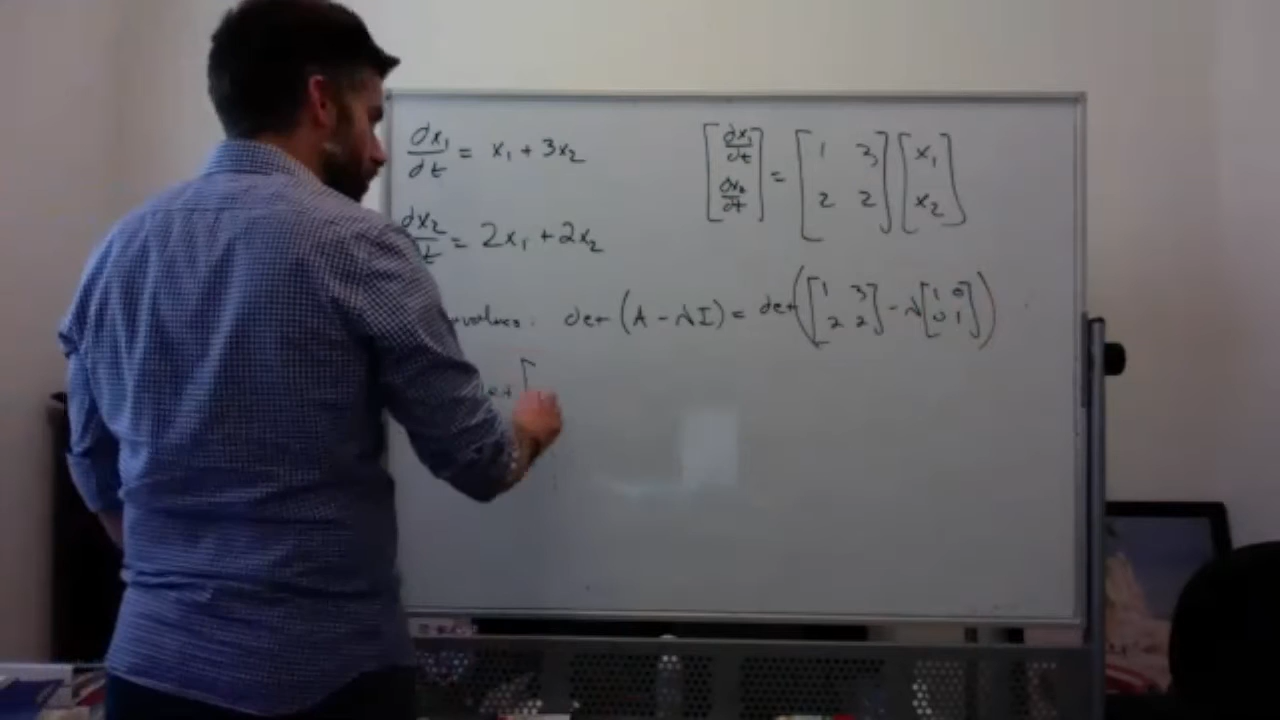 dx₁/dt = x₁ + 3x₂
[dx₁/dt dx₂/dt] = [1 3 2 2] [x₁ x₂]
dx₂/dt = 2x₁ + 2x₂
det (A - λI) = det([1 3 2 2] - λ[1 0 0 1])